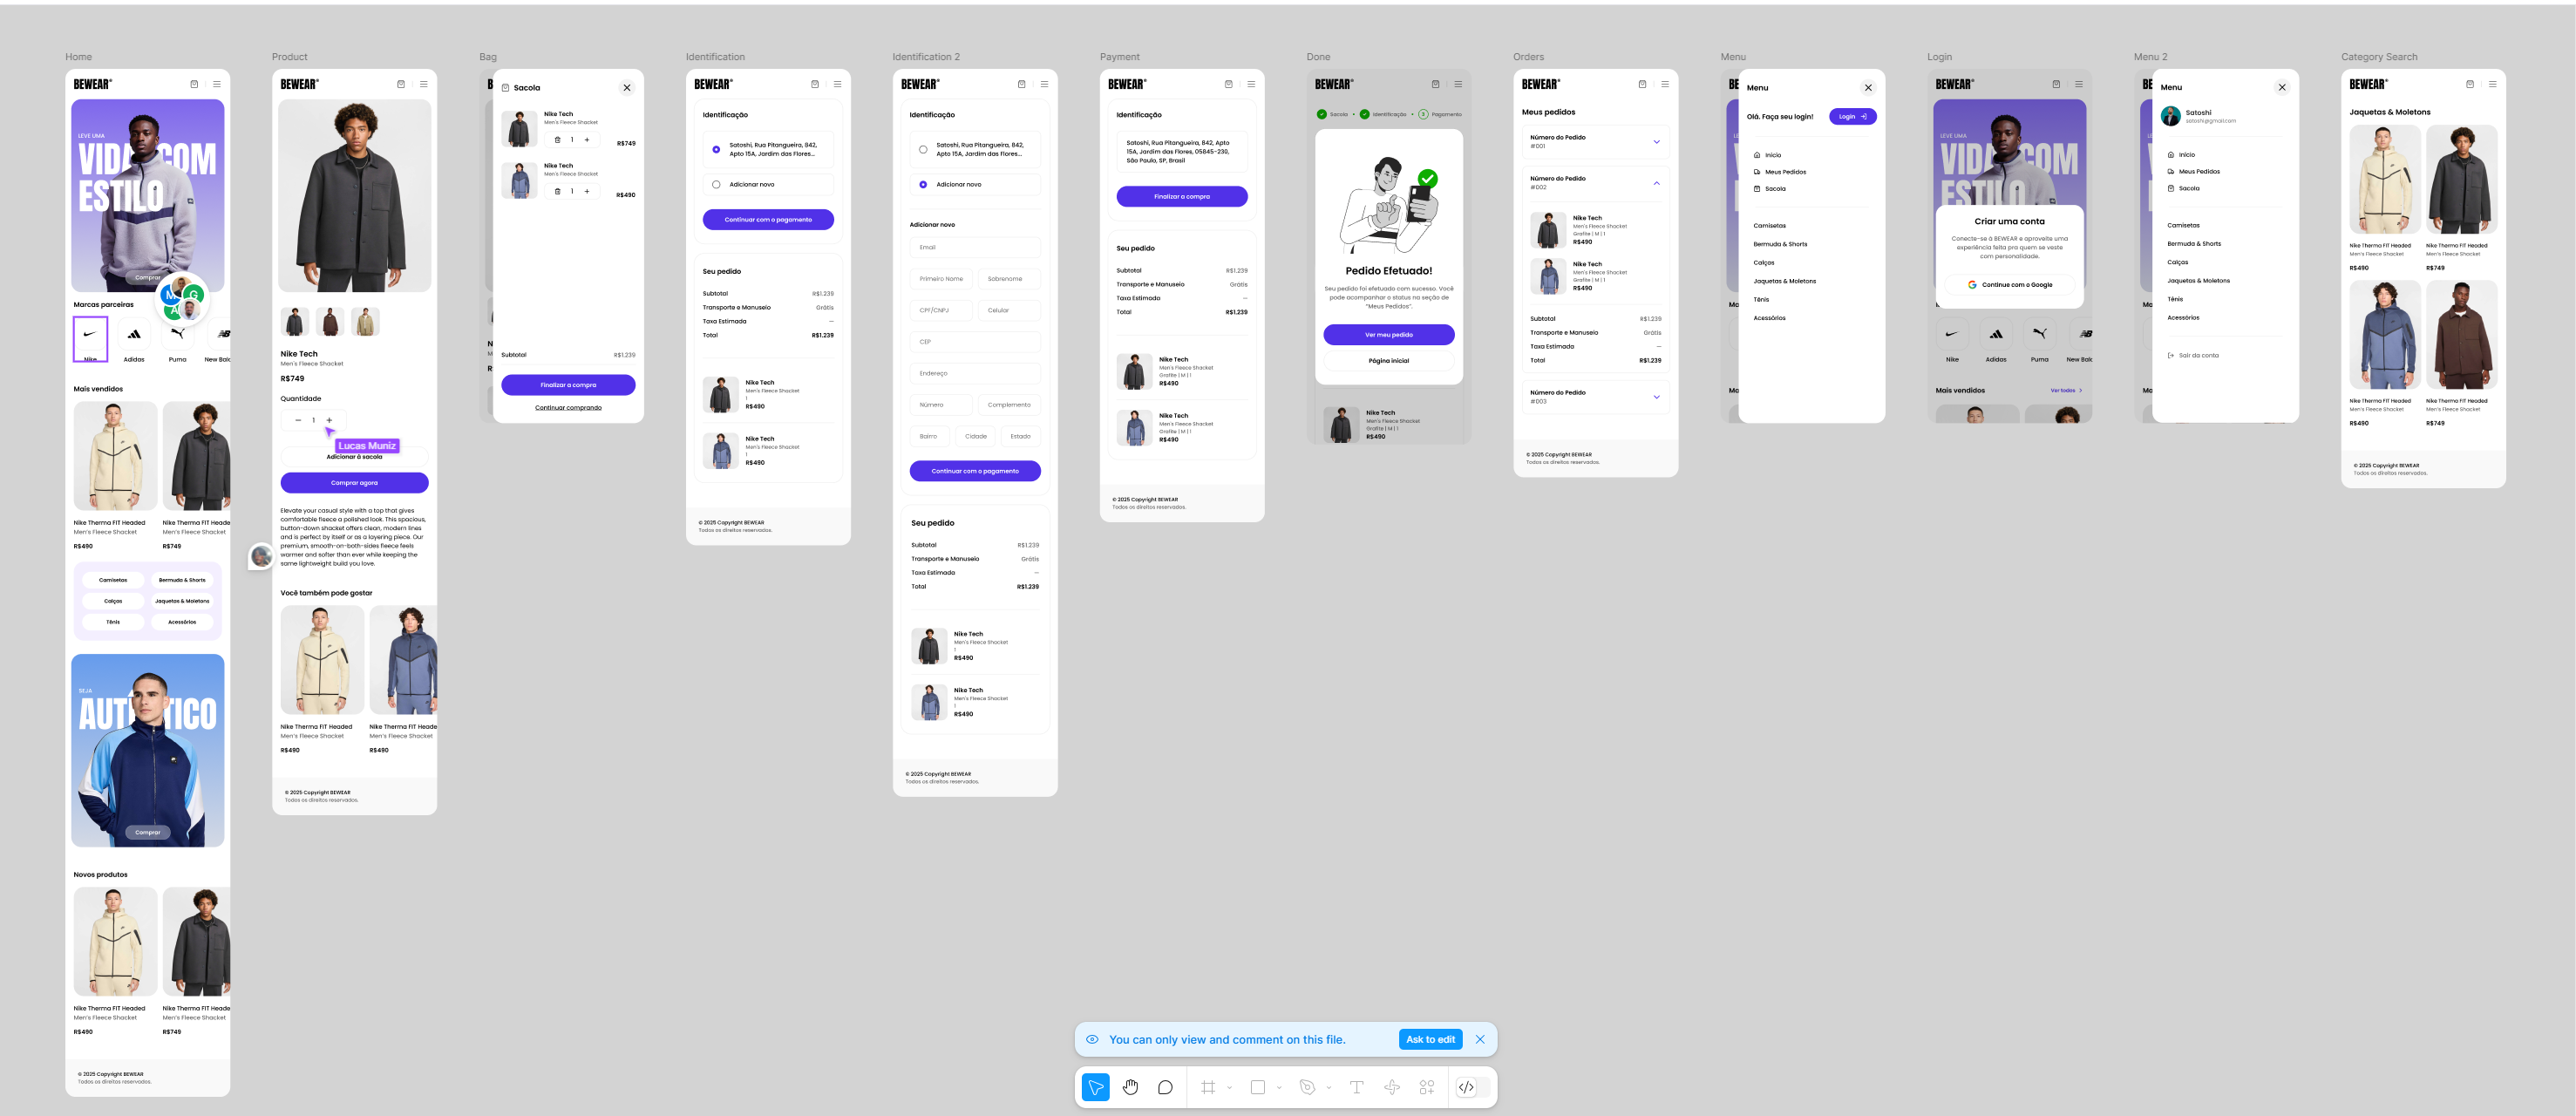 Home
BEWEAR
LEVE UMA
VIDA COM
ESTILO
Comprar
M
G
A
Marcas parceiras
Nike
Adidas
Puma
New Bala
Mais vendidos
Nike Therma FIT Headed
Men's Fleece Shacket
R$490
Nike Therma FIT Heade
Men's Fleece Shacket
R$749
Camisetas
Bermuda & Shorts
Calças
Jaquetas & Moletons
Tênis
Acessórios
SEJA
AUTÊNTICO
Comprar
Novos produtos
Nike Therma FIT Headed
Men's Fleece Shacket
R$490
Nike Therma FIT Heade
Men's Fleece Shacket
R$749
© 2025 Copyright BEWEAR
Todos os direitos reservados.
Product
BEWEAR
Nike Tech
Men's Fleece Shacket
R$749
Quantidade
1
Lucas Muniz
Adicionar à sacola
Comprar agora
Elevate your casual style with a top that gives
comfortable fleece a polished look. This spacious,
button-down shacket offers clean, modern lines
and is perfect by itself or as a layering piece. Our
premium, smooth-on-both-sides fleece feels
warmer and softer than ever while keeping the
same lightweight build you love.
Você também pode gostar
Nike Therma FIT Headed
Men's Fleece Shacket
R$490
Nike Therma FIT Heade
Men's Fleece Shacket
R$490
© 2025 Copyright BEWEAR
Todos os direitos reservados.
Bag
Sacola
Nike Tech
Men's Fleece Shacket
1
R$749
Nike Tech
Men's Fleece Shacket
1
R$490
Subtotal
R$1.239
Finalizar a compra
Continuar comprando
Identification
BEWEAR
Identificação
Satoshi, Rua Pitangueira, 842,
Apto 15A, Jardim das Flores...
Adicionar novo
Continuar com o pagamento
Seu pedido
Subtotal R$1.239
Transporte e Manuseio Grátis
Taxa Estimada —
Total R$1.239
Nike Tech
Men's Fleece Shacket
1
R$490
Nike Tech
Men's Fleece Shacket
1
R$490
© 2025 Copyright BEWEAR
Todos os direitos reservados.
Identification 2
BEWEAR
Identificação
Satoshi, Rua Pitangueira, 842,
Apto 15A, Jardim das Flores...
Adicionar novo
Adicionar novo
Email
Primeiro Nome
Sobrenome
CPF/CNPJ
Celular
CEP
Endereço
Número
Complemento
Bairro
Cidade
Estado
Continuar com o pagamento
Seu pedido
Subtotal R$1.239
Transporte e Manuseio Grátis
Taxa Estimada —
Total R$1.239
Nike Tech
Men's Fleece Shacket
1
R$490
Nike Tech
Men's Fleece Shacket
1
R$490
© 2025 Copyright BEWEAR
Todos os direitos reservados.
Payment
BEWEAR
Identificação
Satoshi, Rua Pitangueira, 842, Apto
15A, Jardim das Flores, 05845-230,
São Paulo, SP, Brasil
Finalizar a compra
Seu pedido
Subtotal R$1.239
Transporte e Manuseio Grátis
Taxa Estimada —
Total R$1.239
Nike Tech
Men's Fleece Shacket
Grafite | M | 1
R$490
Nike Tech
Men's Fleece Shacket
Grafite | M | 1
R$490
© 2025 Copyright BEWEAR
Todos os direitos reservados.
Done
BEWEAR
Sacola • Identificação • 3 Pagamento
Pedido Efetuado!
Seu pedido foi efetuado com sucesso. Você
pode acompanhar o status na seção de
"Meus Pedidos".
Ver meu pedido
Página inicial
Nike Tech
Men's Fleece Shacket
Grafite | M | 1
R$490
Orders
BEWEAR
Meus pedidos
Número do Pedido
#001
Número do Pedido
#002
Nike Tech
Men's Fleece Shacket
Grafite | M | 1
R$490
Nike Tech
Men's Fleece Shacket
Grafite | M | 1
R$490
Subtotal R$1.239
Transporte e Manuseio Grátis
Taxa Estimada —
Total R$1.239
Número do Pedido
#003
© 2025 Copyright BEWEAR
Todos os direitos reservados.
Menu
Menu
Olá. Faça seu login!
Login
Início
Meus Pedidos
Sacola
Camisetas
Bermuda & Shorts
Calças
Jaquetas & Moletons
Tênis
Acessórios
Login
BEWEAR
LEVE UMA
VIDA COM
ESTILO
Criar uma conta
Conecte-se à BEWEAR e aproveite uma
experiência feita pra quem se veste
com personalidade.
Continue com o Google
Nike
Adidas
Puma
New Bala
Mais vendidos
Ver todos
Menu 2
Menu
Satoshi
satoshi@gmail.com
Início
Meus Pedidos
Sacola
Camisetas
Bermuda & Shorts
Calças
Jaquetas & Moletons
Tênis
Acessórios
Sair da conta
Category Search
BEWEAR
Jaquetas & Moletons
Nike Therma FIT Headed
Men's Fleece Shacket
R$490
Nike Therma FIT Headed
Men's Fleece Shacket
R$749
Nike Therma FIT Headed
Men's Fleece Shacket
R$490
Nike Therma FIT Headed
Men's Fleece Shacket
R$749
© 2025 Copyright BEWEAR
Todos os direitos reservados.
You can only view and comment on this file.
Ask to edit